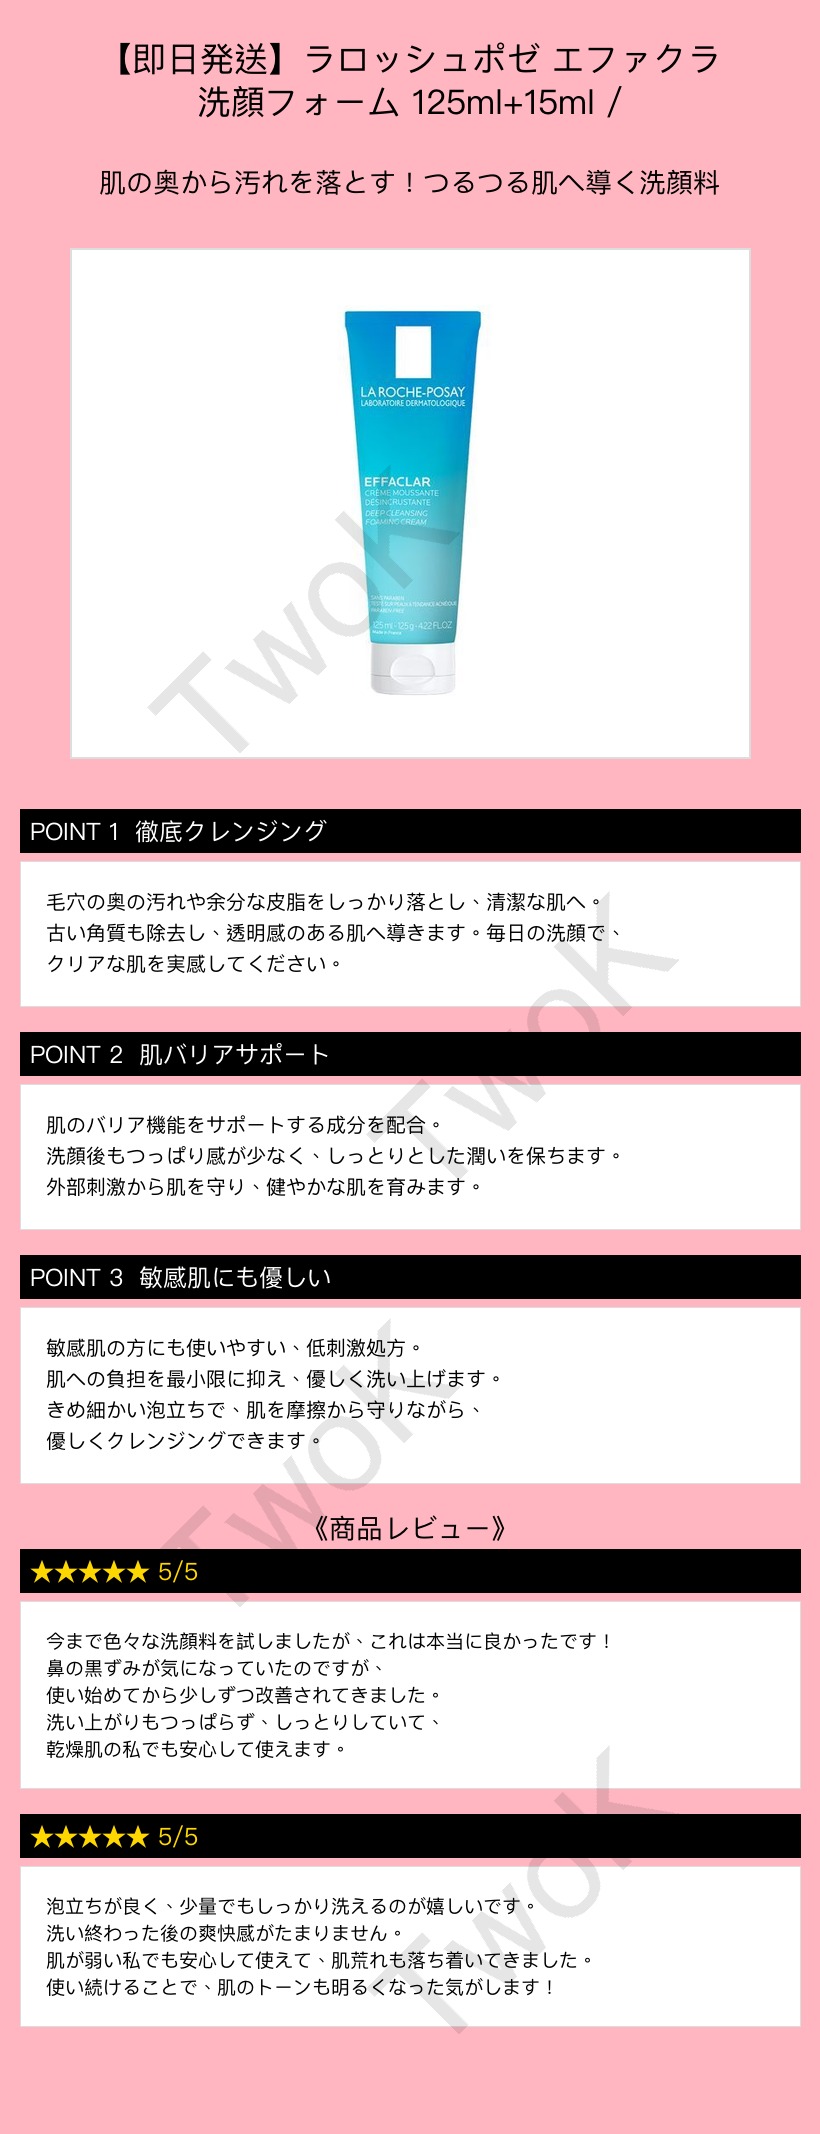 【即日発送】ラロッシュポゼ エファクラ
洗顔フォーム 125ml+15ml /
肌の奥から汚れを落とす！つるつる肌へ導く洗顔料
LA ROCHE-POSAY
LABORATOIRE DERMATOLOGIQUE
EFFACLAR
CRÈME MOUSSANTE
DÉSINCRUSTANTE
DEEP CLEANSING
FOAMING CREAM
SANS PARABEN
TESTÉ SUR PEAUX À TENDANCE ACNÉIQUE
PARABEN-FREE
125 ml - 125 g - 4.22 FL.OZ.
Made in France
TwoK
POINT 1 徹底クレンジング
毛穴の奥の汚れや余分な皮脂をしっかり落とし、清潔な肌へ。
古い角質も除去し、透明感のある肌へ導きます。毎日の洗顔で、
クリアな肌を実感してください。
TwoK
POINT 2 肌バリアサポート
肌のバリア機能をサポートする成分を配合。
洗顔後もつっぱり感が少なく、しっとりとした潤いを保ちます。
外部刺激から肌を守り、健やかな肌を育みます。
POINT 3 敏感肌にも優しい
敏感肌の方にも使いやすい、低刺激処方。
肌への負担を最小限に抑え、優しく洗い上げます。
きめ細かい泡立ちで、肌を摩擦から守りながら、
優しくクレンジングできます。
TwoK
《商品レビュー》
★★★★★ 5/5
今まで色々な洗顔料を試しましたが、これは本当に良かったです！
鼻の黒ずみが気になっていたのですが、
使い始めてから少しずつ改善されてきました。
洗い上がりもつっぱらず、しっとりしていて、
乾燥肌の私でも安心して使えます。
★★★★★ 5/5
泡立ちが良く、少量でもしっかり洗えるのが嬉しいです。
洗い終わった後の爽快感がたまりません。
肌が弱い私でも安心して使えて、肌荒れも落ち着いてきました。
使い続けることで、肌のトーンも明るくなった気がします！
TwoK